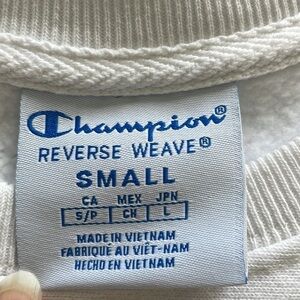 Champion®
REVERSE WEAVE®
SMALL
CA MEX JPN
S/P CH L
MADE IN VIETNAM
FABRIQUÉ AU VIÊT-NAM
HECHO EN VIETNAM